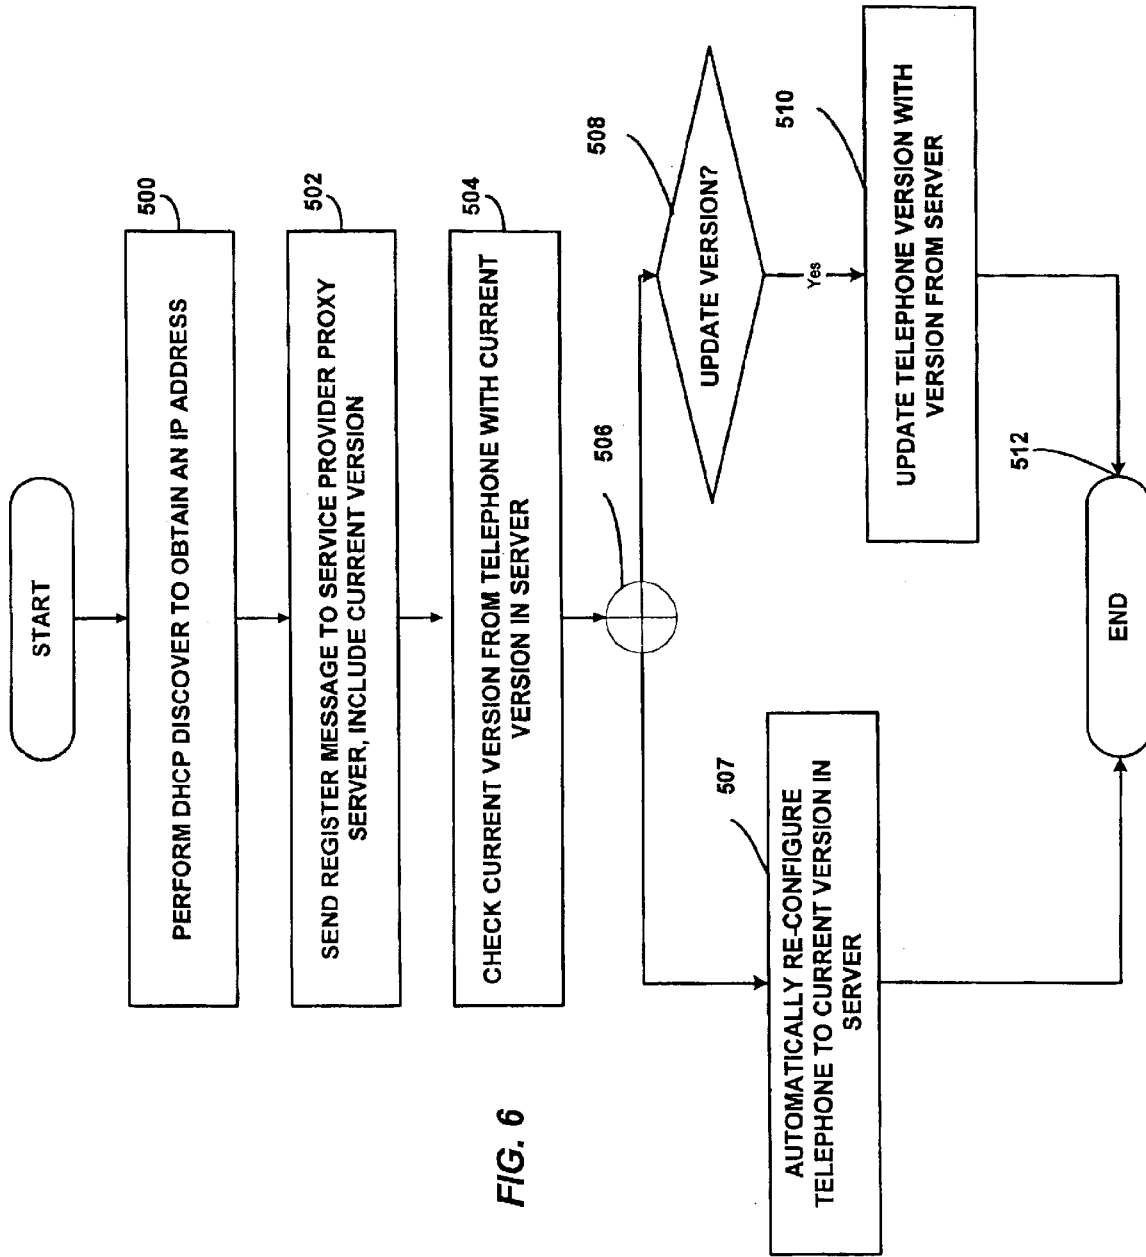 START
500
PERFORM DHCP DISCOVER TO OBTAIN AN IP ADDRESS
502
SEND REGISTER MESSAGE TO SERVICE PROVIDER PROXY
SERVER, INCLUDE CURRENT VERSION
504
CHECK CURRENT VERSION FROM TELEPHONE WITH CURRENT
VERSION IN SERVER
506
508
UPDATE VERSION?
Yes
507
AUTOMATICALLY RE-CONFIGURE
TELEPHONE TO CURRENT VERSION IN
SERVER
510
UPDATE TELEPHONE VERSION WITH
VERSION FROM SERVER
512
END
FIG. 6